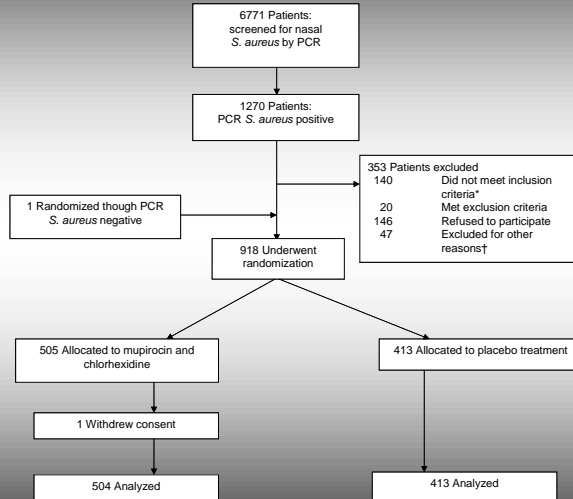 6771 Patients:
screened for nasal
S. aureus by PCR
1270 Patients:
PCR S. aureus positive
353 Patients excluded
140 Did not meet inclusion
criteria*
20 Met exclusion criteria
146 Refused to participate
47 Excluded for other
reasons†
1 Randomized though PCR
S. aureus negative
918 Underwent
randomization
505 Allocated to mupirocin and
chlorhexidine
413 Allocated to placebo treatment
1 Withdrew consent
504 Analyzed
413 Analyzed